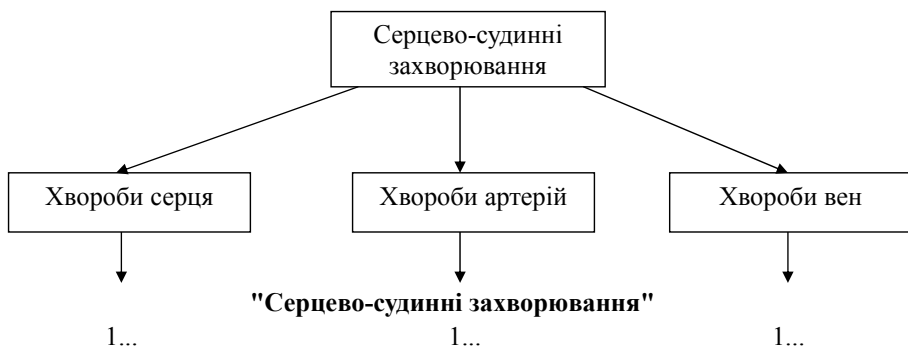 Серцево-судинні
захворювання
Хвороби серця
Хвороби артерій
Хвороби вен
"Серцево-судинні захворювання"
1...
1...
1...